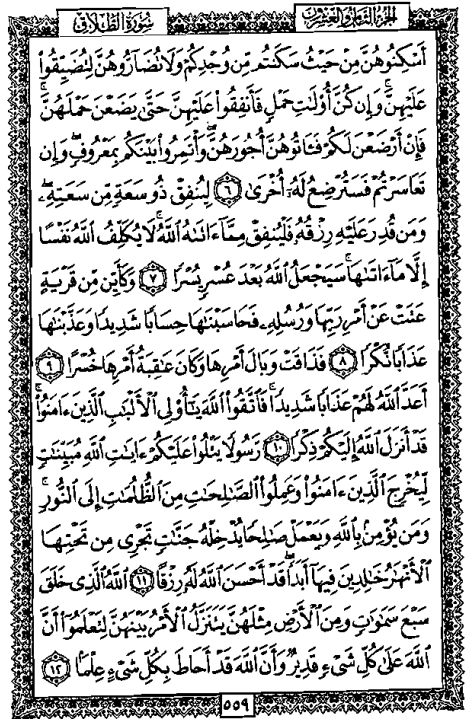 الجزء الثامن والعشرون
سورة الطلاق
أَسْكِنُوهُنَّ مِنْ حَيْثُ سَكَنتُم مِّن وُجْدِكُمْ وَلَا تُضَآرُّوهُنَّ لِتُضَيِّقُوا۟
عَلَيْهِنَّ ۚ وَإِن كُنَّ أُو۟لَـٰتِ حَمْلٍ فَأَنفِقُوا۟ عَلَيْهِنَّ حَتَّىٰ يَضَعْنَ حَمْلَهُنَّ ۚ
فَإِنْ أَرْضَعْنَ لَكُمْ فَـَٔاتُوهُنَّ أُجُورَهُنَّ ۖ وَأْتَمِرُوا۟ بَيْنَكُم بِمَعْرُوفٍ ۖ وَإِن
تَعَاسَرْتُمْ فَسَتُرْضِعُ لَهُۥٓ أُخْرَىٰ ٦ لِيُنفِقْ ذُو سَعَةٍ مِّن سَعَتِهِۦ ۖ
وَمَن قُدِرَ عَلَيْهِ رِزْقُهُۥ فَلْيُنفِقْ مِمَّآ ءَاتَىٰهُ ٱللَّهُ ۚ لَا يُكَلِّفُ ٱللَّهُ نَفْسًا
إِلَّا مَآ ءَاتَىٰهَا ۚ سَيَجْعَلُ ٱللَّهُ بَعْدَ عُسْرٍ يُسْرًا ٧ وَكَأَيِّن مِّن قَرْيَةٍ
عَتَتْ عَنْ أَمْرِ رَبِّهَا وَرُسُلِهِۦ فَحَاسَبْنَـٰهَا حِسَابًا شَدِيدًا وَعَذَّبْنَـٰهَا
عَذَابًا نُّكْرًا ٨ فَذَاقَتْ وَبَالَ أَمْرِهَا وَكَانَ عَـٰقِبَةُ أَمْرِهَا خُسْرًا ٩
أَعَدَّ ٱللَّهُ لَهُمْ عَذَابًا شَدِيدًا ۖ فَٱتَّقُوا۟ ٱللَّهَ يَـٰٓأُو۟لِى ٱلْأَلْبَـٰبِ ٱلَّذِينَ ءَامَنُوا۟ ۚ
قَدْ أَنزَلَ ٱللَّهُ إِلَيْكُمْ ذِكْرًا ١٠ رَّسُولًا يَتْلُوا۟ عَلَيْكُمْ ءَايَـٰتِ ٱللَّهِ مُبَيِّنَـٰتٍ
لِّيُخْرِجَ ٱلَّذِينَ ءَامَنُوا۟ وَعَمِلُوا۟ ٱلصَّـٰلِحَـٰتِ مِنَ ٱلظُّلُمَـٰتِ إِلَى ٱلنُّورِ ۚ
وَمَن يُؤْمِنۢ بِٱللَّهِ وَيَعْمَلْ صَـٰلِحًا يُدْخِلْهُ جَنَّـٰتٍ تَجْرِى مِن تَحْتِهَا
ٱلْأَنْهَـٰرُ خَـٰلِدِينَ فِيهَآ أَبَدًا ۖ قَدْ أَحْسَنَ ٱللَّهُ لَهُۥ رِزْقًا ١١ ٱللَّهُ ٱلَّذِى خَلَقَ
سَبْعَ سَمَـٰوَٰتٍ وَمِنَ ٱلْأَرْضِ مِثْلَهُنَّ يَتَنَزَّلُ ٱلْأَمْرُ بَيْنَهُنَّ لِتَعْلَمُوٓا۟ أَنَّ
ٱللَّهَ عَلَىٰ كُلِّ شَىْءٍ قَدِيرٌ وَأَنَّ ٱللَّهَ قَدْ أَحَاطَ بِكُلِّ شَىْءٍ عِلْمًۢا ١٢
٥٥٩